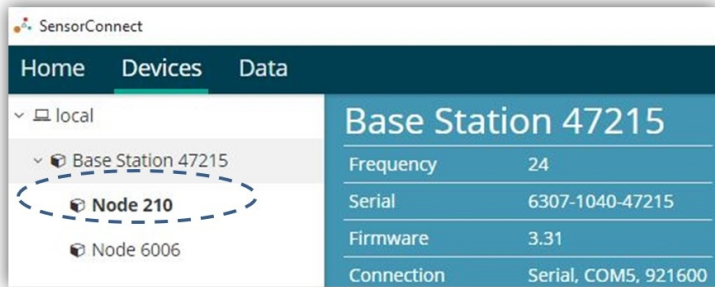 SensorConnect
Home Devices Data
local
Base Station 47215
Node 210
Node 6006
Base Station 47215
Frequency 24
Serial 6307-1040-47215
Firmware 3.31
Connection Serial, COM5, 921600